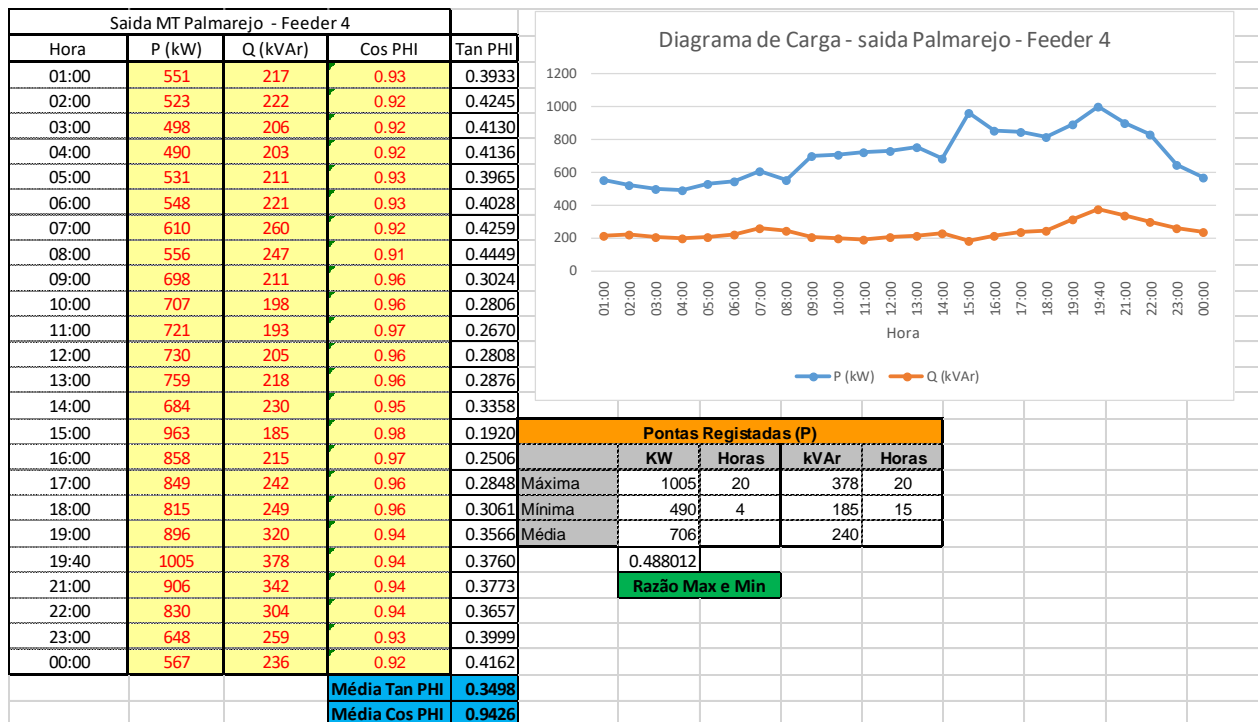 Saida MT Palmarejo - Feeder 4
Hora P (kW) Q (kVAr) Cos PHI Tan PHI
01:00 551 217 0.93 0.3933
02:00 523 222 0.92 0.4245
03:00 498 206 0.92 0.4130
04:00 490 203 0.92 0.4136
05:00 531 211 0.93 0.3965
06:00 548 221 0.93 0.4028
07:00 610 260 0.92 0.4259
08:00 556 247 0.91 0.4449
09:00 698 211 0.96 0.3024
10:00 707 198 0.96 0.2806
11:00 721 193 0.97 0.2670
12:00 730 205 0.96 0.2808
13:00 759 218 0.96 0.2876
14:00 684 230 0.95 0.3358
15:00 963 185 0.98 0.1920
16:00 858 215 0.97 0.2506
17:00 849 242 0.96 0.2848
18:00 815 249 0.96 0.3061
19:00 896 320 0.94 0.3566
19:40 1005 378 0.94 0.3760
21:00 906 342 0.94 0.3773
22:00 830 304 0.94 0.3657
23:00 648 259 0.93 0.3999
00:00 567 236 0.92 0.4162
Média Tan PHI 0.3498
Média Cos PHI 0.9426
Diagrama de Carga - saida Palmarejo - Feeder 4
1200
1000
800
600
400
200
0
01:00 02:00 03:00 04:00 05:00 06:00 07:00 08:00 09:00 10:00 11:00 12:00 13:00 14:00 15:00 16:00 17:00 18:00 19:00 19:40 21:00 22:00 23:00 00:00
Hora
P (kW) Q (kVAr)
Pontas Registadas (P)
KW Horas kVAr Horas
Máxima 1005 20 378 20
Mínima 490 4 185 15
Média 706 240
0.488012
Razão Max e Min